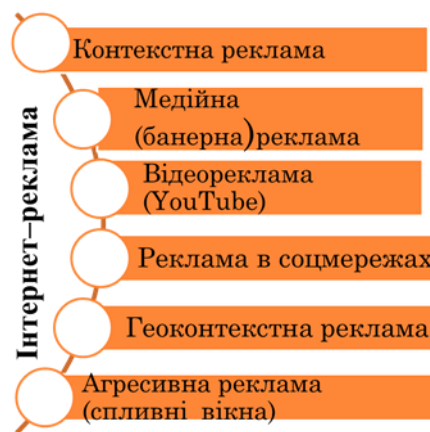 Інтернет–реклама
Контекстна реклама
Медійна
(банерна)реклама
Відеореклама
(YouTube)
Реклама в соцмережах
Геоконтекстна реклама
Агресивна реклама
(спливні вікна)